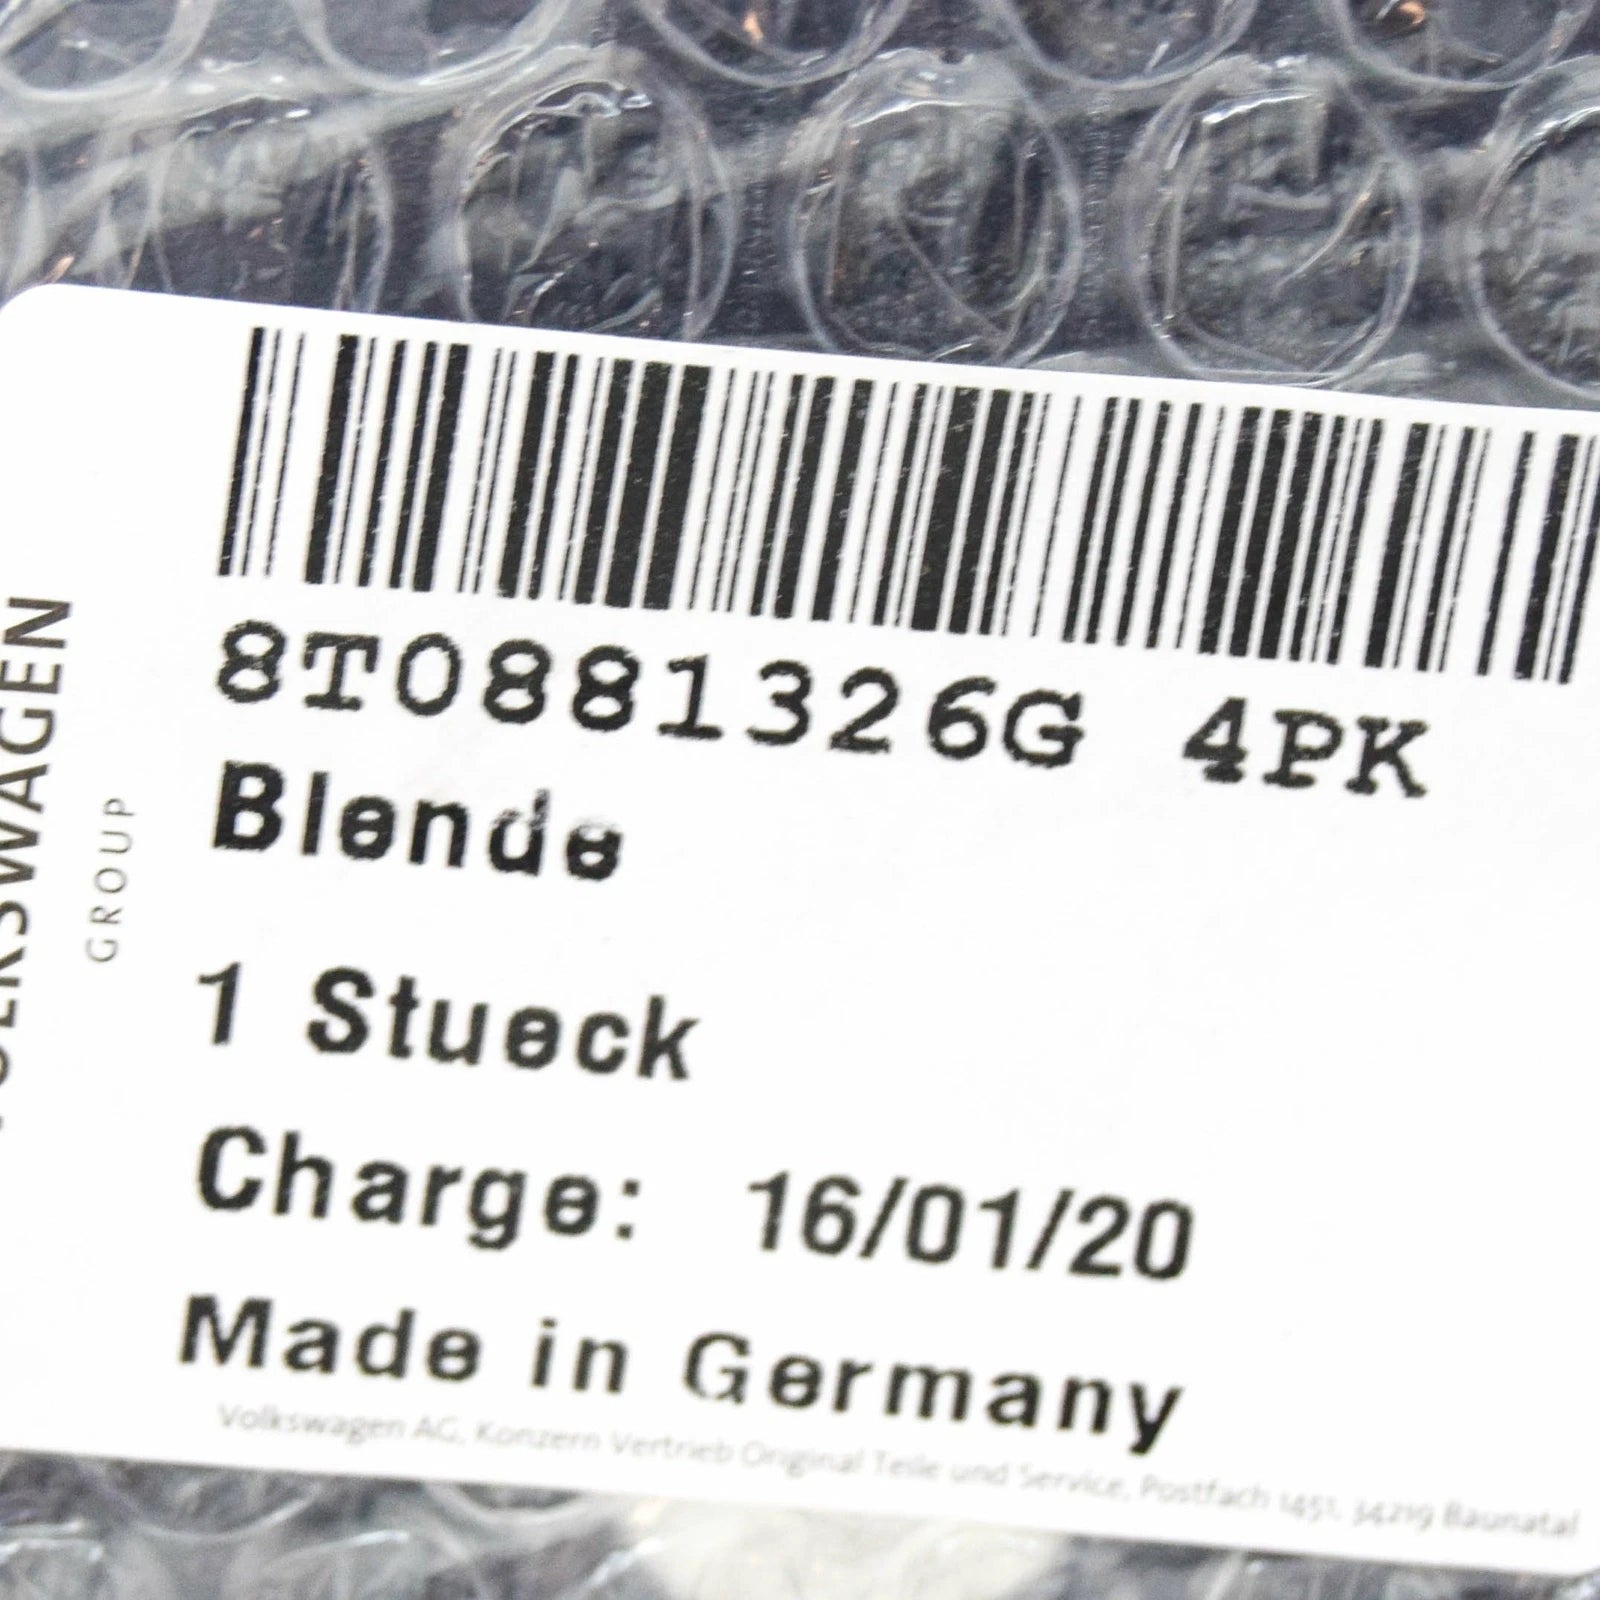 8T0881326G 4PK
Blende
1 Stueck
Charge: 16/01/20
Made in Germany
Volkswagen AG, Konzern Vertrieb Original Teile und Service, Postfach 1451, 34219 Baunatal
VOLKSWAGEN
GROUP